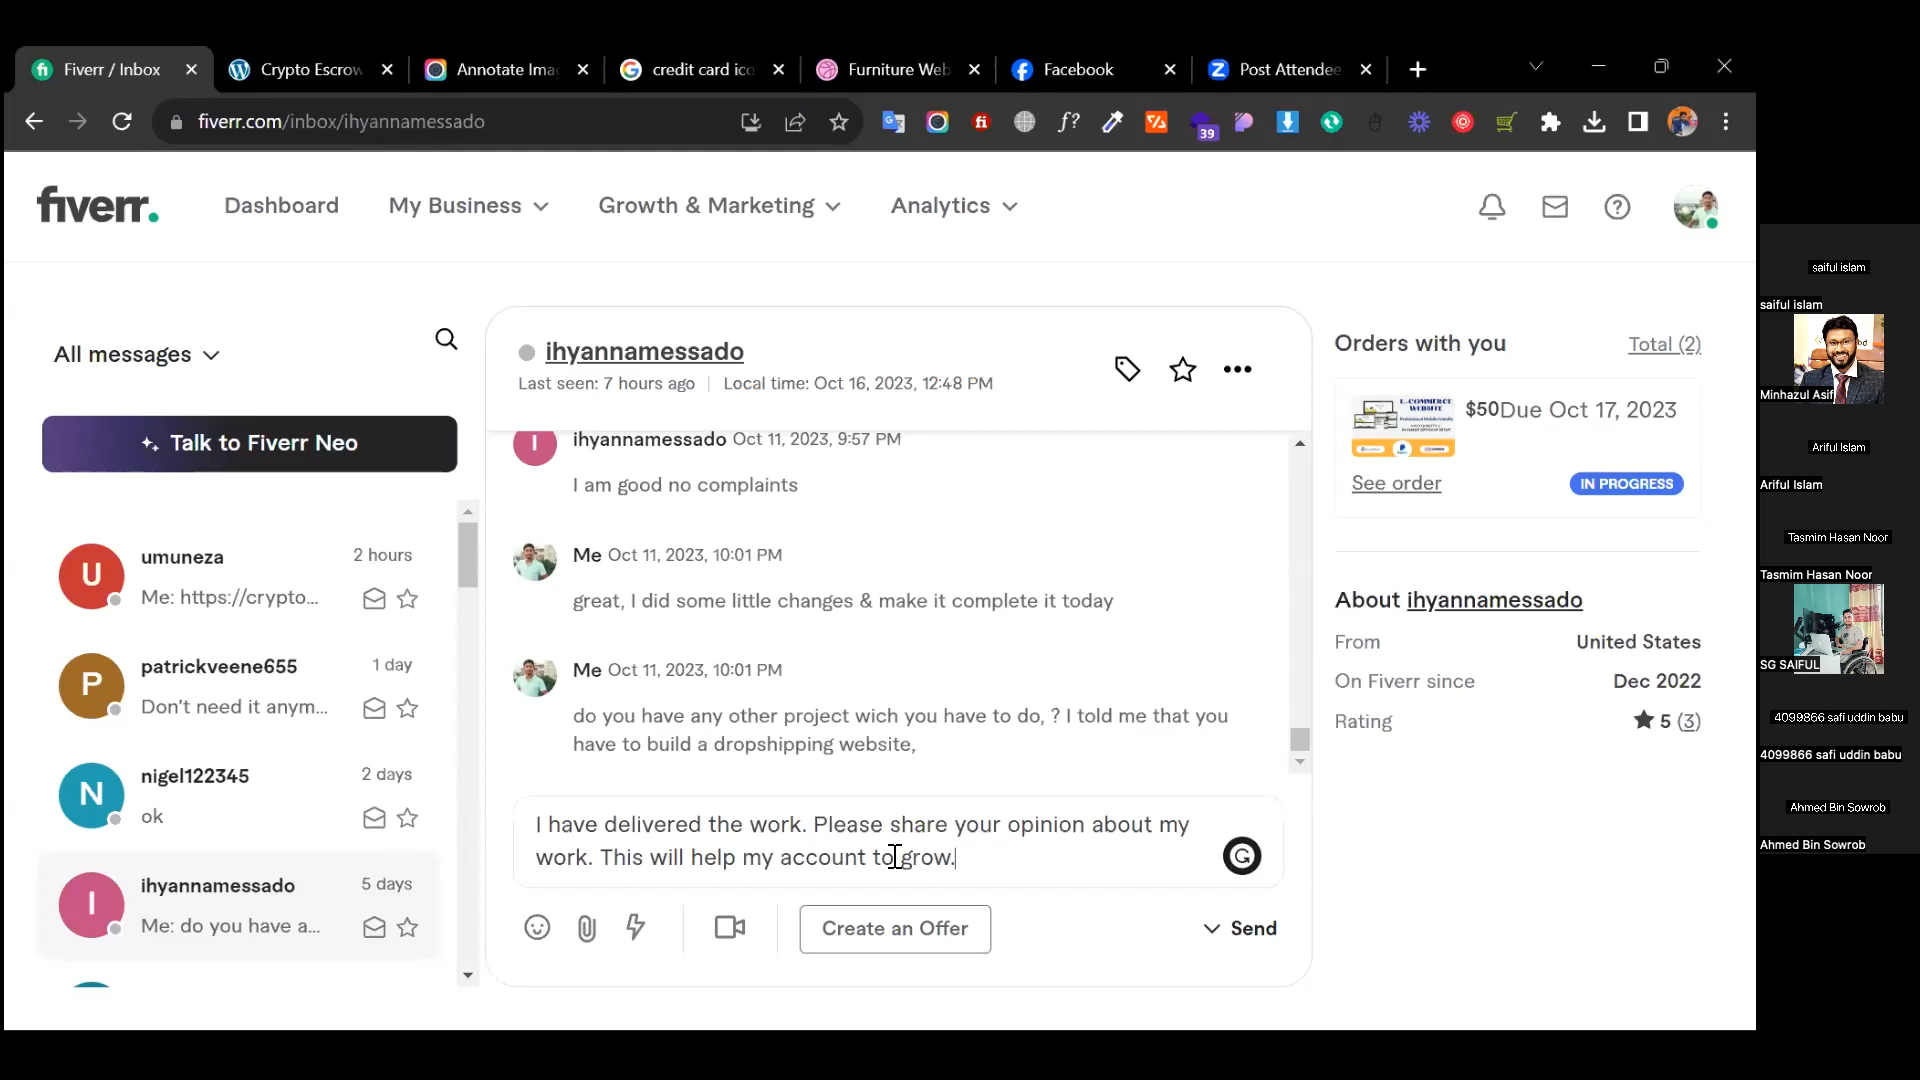 Fiverr / Inbox
Crypto Escrow
Annotate Ima
credit card ico
Furniture Web
Facebook
Post Attendee
fiverr.com/inbox/ihyannamessado
39
fiverr.
Dashboard
My Business
Growth & Marketing
Analytics
All messages
Talk to Fiverr Neo
U
umuneza
2 hours
Me: https://crypto...
P
patrickveene655
1 day
Don't need it anym...
N
nigel122345
2 days
ok
I
ihyannamessado
5 days
Me: do you have a...
ihyannamessado
Last seen: 7 hours ago | Local time: Oct 16, 2023, 12:48 PM
I
ihyannamessado Oct 11, 2023, 9:57 PM
I am good no complaints
Me Oct 11, 2023, 10:01 PM
great, I did some little changes & make it complete it today
Me Oct 11, 2023, 10:01 PM
do you have any other project wich you have to do, ? I told me that you
have to build a dropshipping website,
I have delivered the work. Please share your opinion about my
work. This will help my account to grow.
Create an Offer
Send
Orders with you
Total (2)
E-COMMERCE
WEBSITE
$50Due Oct 17, 2023
See order
IN PROGRESS
About ihyannamessado
From
United States
On Fiverr since
Dec 2022
Rating
5 (3)
saiful islam
saiful islam
Minhazul Asif
Ariful Islam
Ariful Islam
Tasmim Hasan Noor
Tasmim Hasan Noor
SG SAIFUL
4099866 safi uddin babu
4099866 safi uddin babu
Ahmed Bin Sowrob
Ahmed Bin Sowrob